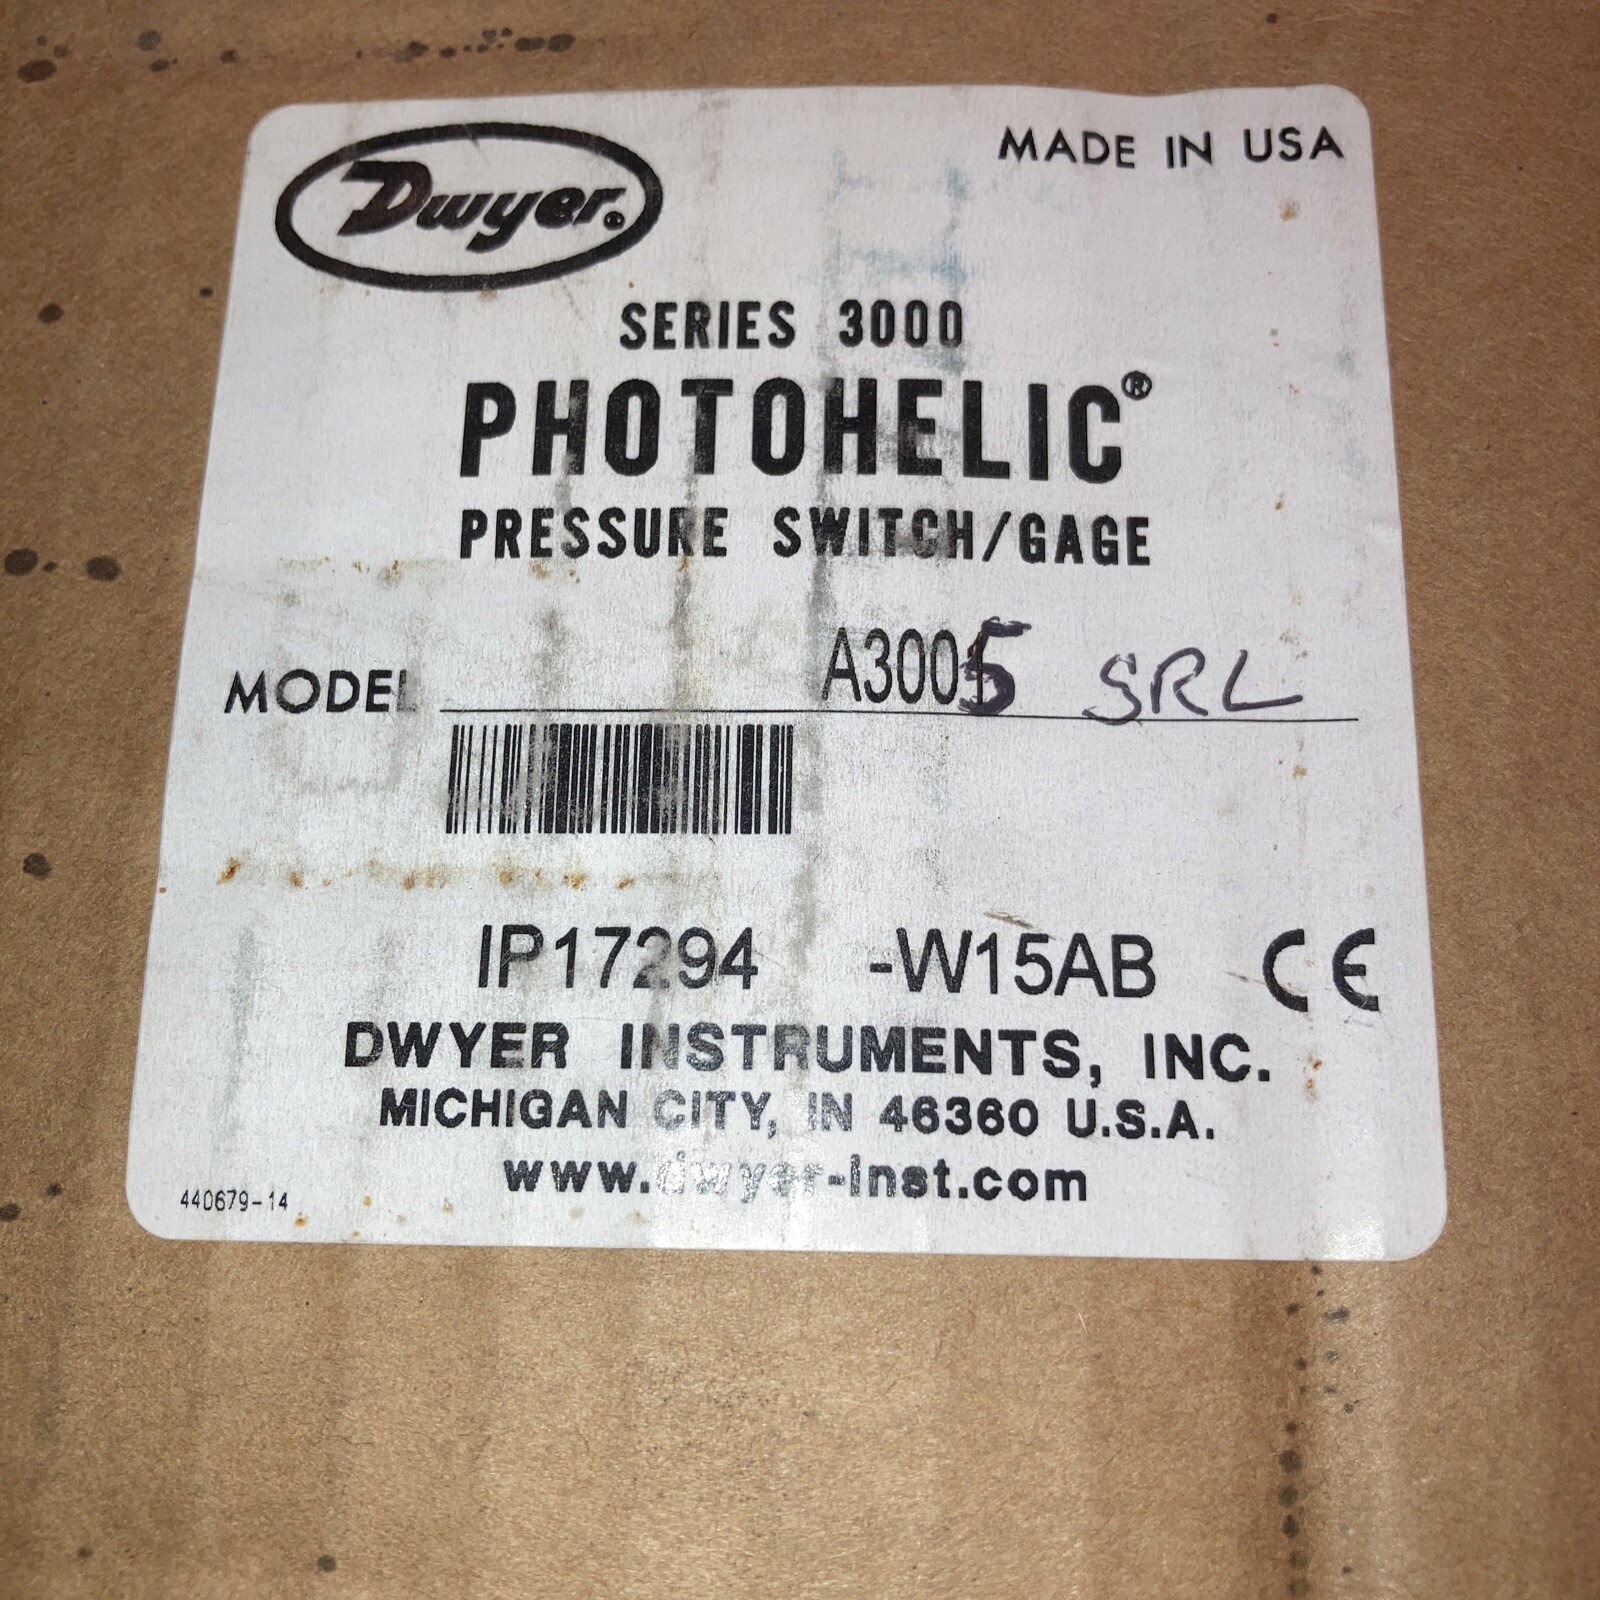 Dwyer®
MADE IN USA
SERIES 3000
PHOTOHELIC®
PRESSURE SWITCH/GAGE
MODEL A3005 SRL
IP17294 -W15AB CE
DWYER INSTRUMENTS, INC.
MICHIGAN CITY, IN 46360 U.S.A.
www.dwyer-inst.com
440679-14